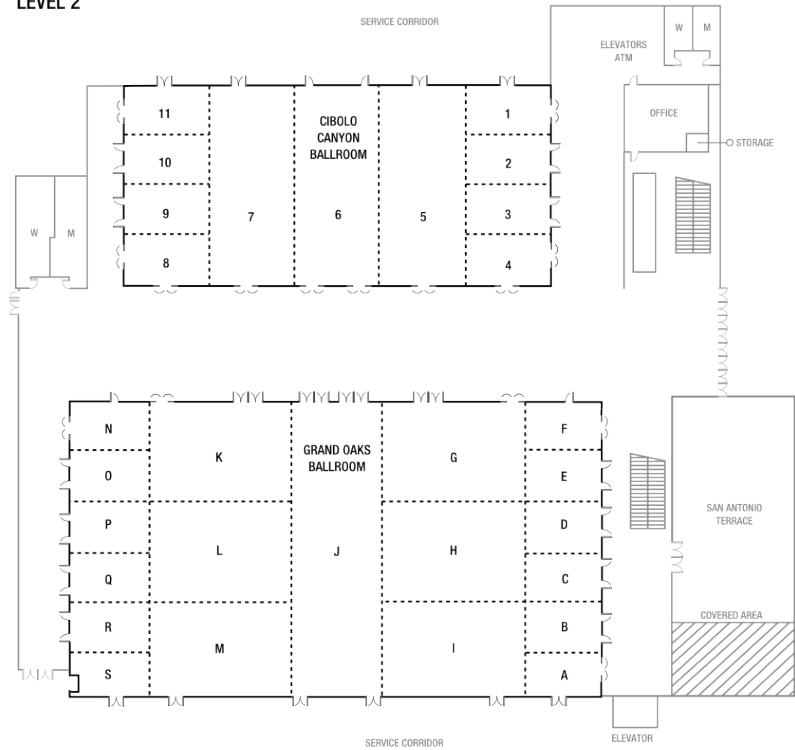 LEVEL 2
SERVICE CORRIDOR
W M
ELEVATORS
ATM
11
CIBOLO
CANYON
BALLROOM
1
OFFICE
STORAGE
10
2
9
7
6
5
3
W M
8
4
N
K
GRAND OAKS
BALLROOM
G
F
O
E
P
L
J
H
D
SAN ANTONIO
TERRACE
Q
C
COVERED AREA
R
M
I
B
S
A
SERVICE CORRIDOR
ELEVATOR